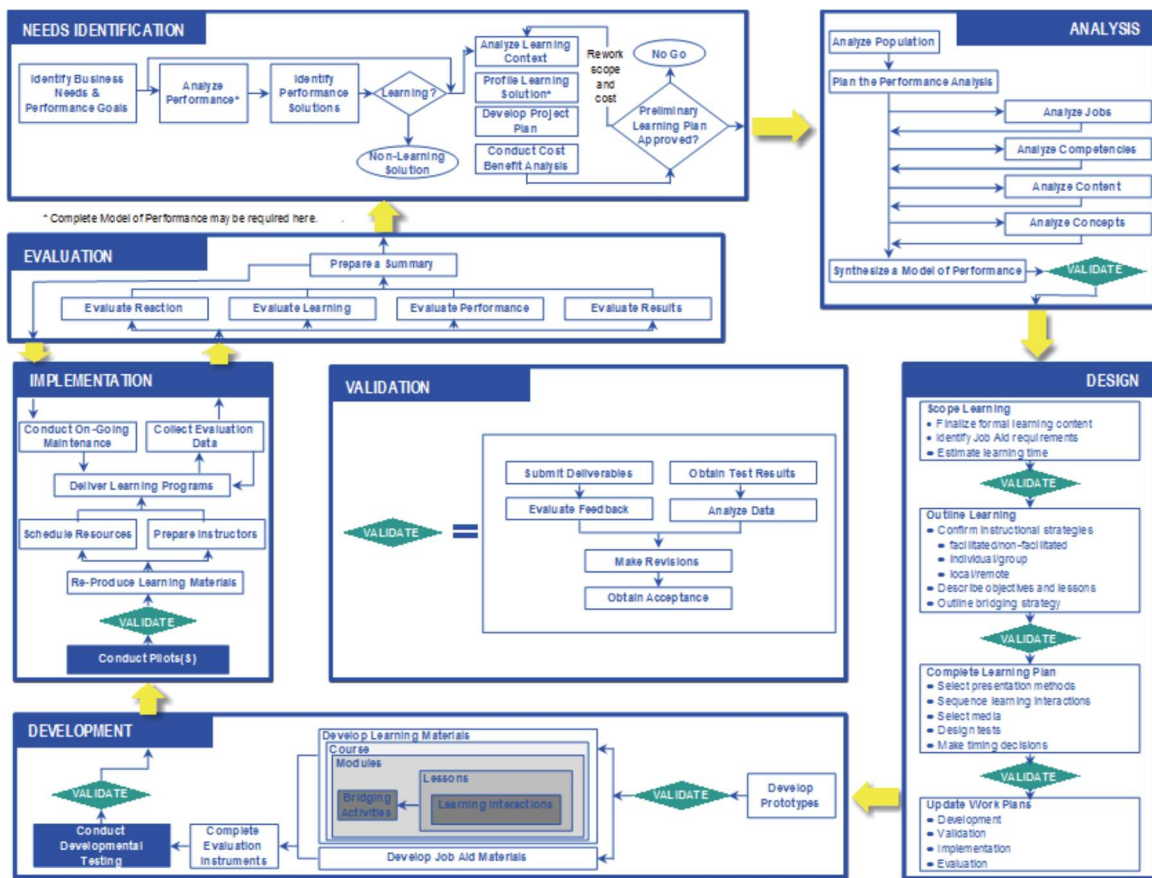 NEEDS IDENTIFICATION
Identify Business
Needs &
Performance Goals
Analyze
Performance*
Identify
Performance
Solutions
Learning?
Non-Learning
Solution
Analyze Learning
Context
Profile Learning
Solution*
Develop Project
Plan
Conduct Cost
Benefit Analysis
Rework
scope
and
cost
No Go
Preliminary
Learning Plan
Approved?
* Complete Model of Performance may be required here.
ANALYSIS
Analyze Population
Plan the Performance Analysis
Analyze Jobs
Analyze Competencies
Analyze Content
Analyze Concepts
Synthesize a Model of Performance
VALIDATE
EVALUATION
Prepare a Summary
Evaluate Reaction
Evaluate Learning
Evaluate Performance
Evaluate Results
IMPLEMENTATION
Conduct On-Going
Maintenance
Collect Evaluation
Data
Deliver Learning Programs
Schedule Resources
Prepare Instructors
Re-Produce Learning Materials
VALIDATE
Conduct Pilots($)
VALIDATION
VALIDATE
=
Submit Deliverables
Obtain Test Results
Evaluate Feedback
Analyze Data
Make Revisions
Obtain Acceptance
DESIGN
Scope Learning
• Finalize formal learning content
• Identify Job Aid requirements
• Estimate learning time
VALIDATE
Outline Learning
• Confirm instructional strategies
• facilitated/non-facilitated
• individual/group
• local/remote
• Describe objectives and lessons
• Outline bridging strategy
VALIDATE
Complete Learning Plan
• Select presentation methods
• Sequence learning interactions
• Select media
• Design tests
• Make timing decisions
VALIDATE
Update Work Plans
• Development
• Validation
• Implementation
• Evaluation
DEVELOPMENT
VALIDATE
Conduct
Developmental
Testing
Complete
Evaluation
Instruments
Develop Learning Materials
Course
Modules
Lessons
Bridging
Activities
Learning Interactions
Develop Job Aid Materials
VALIDATE
Develop
Prototypes